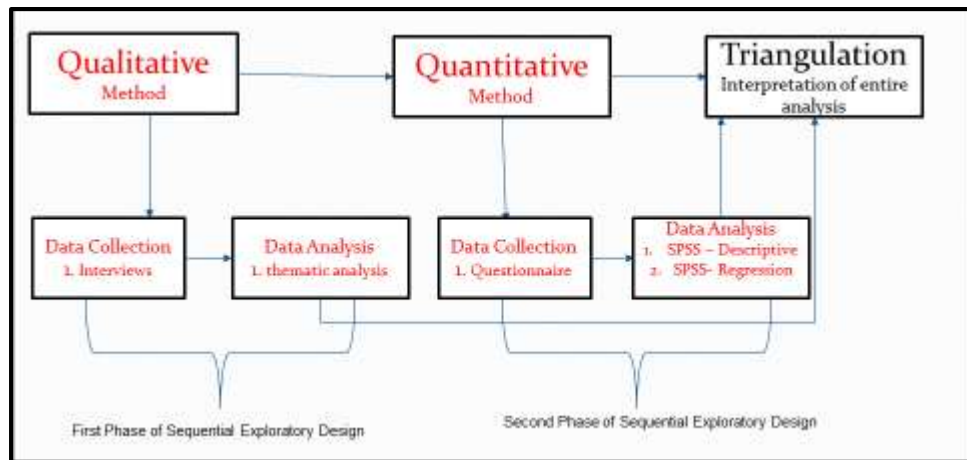 Qualitative
Method
Quantitative
Method
Triangulation
Interpretation of entire
analysis
Data Collection
1. Interviews
Data Analysis
1. thematic analysis
Data Collection
1. Questionnaire
Data Analysis
1. SPSS – Descriptive
2. SPSS- Regression
First Phase of Sequential Exploratory Design
Second Phase of Sequential Exploratory Design